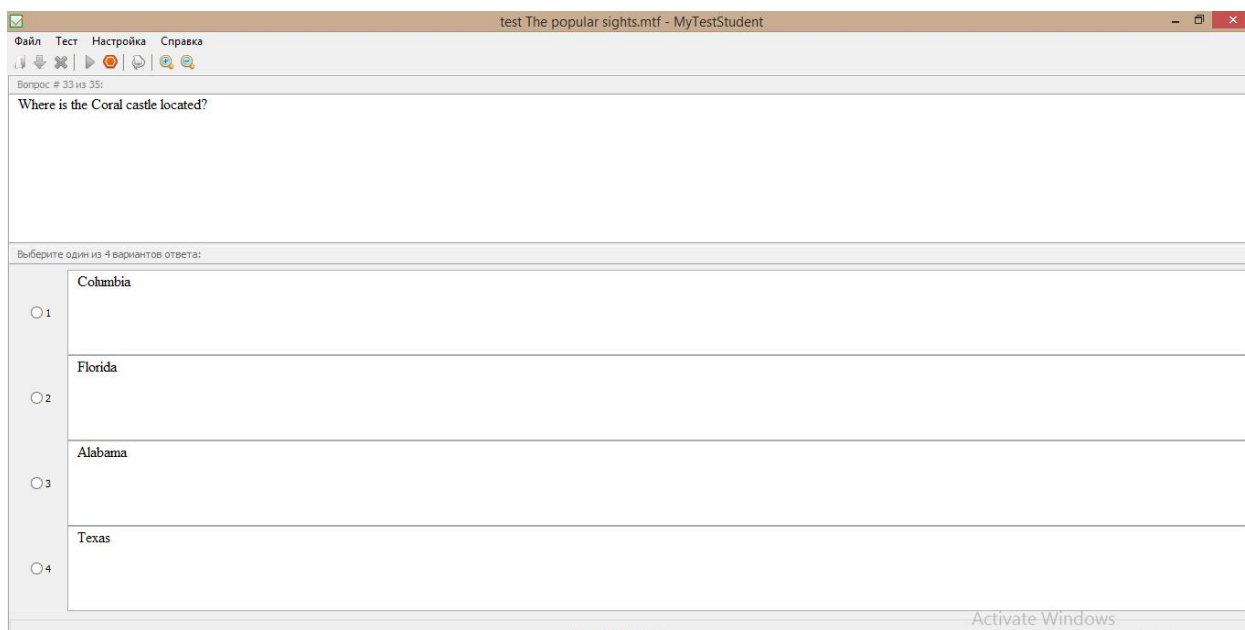 test The popular sights.mtf - MyTestStudent
Файл Тест Настройка Справка
Вопрос # 33 из 35:
Where is the Coral castle located?
Выберите один из 4 вариантов ответа:
Columbia
1
Florida
2
Alabama
3
Texas
4
Activate Windows